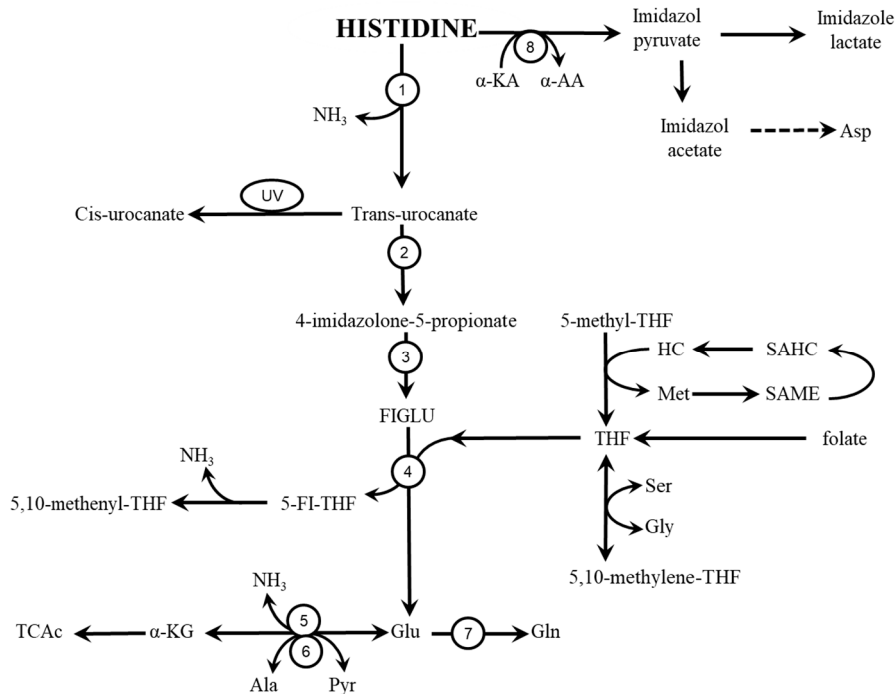 HISTIDINE
8
α-KA
α-AA
Imidazol
pyruvate
Imidazole
lactate
1
NH3
Imidazol
acetate
Asp
UV
Cis-urocanate
Trans-urocanate
2
4-imidazolone-5-propionate
5-methyl-THF
3
HC
SAHC
Met
SAME
FIGLU
THF
folate
NH3
4
5,10-methenyl-THF
5-FI-THF
Ser
Gly
5,10-methylene-THF
NH3
TCAc
α-KG
5
6
Glu
7
Gln
Ala
Pyr